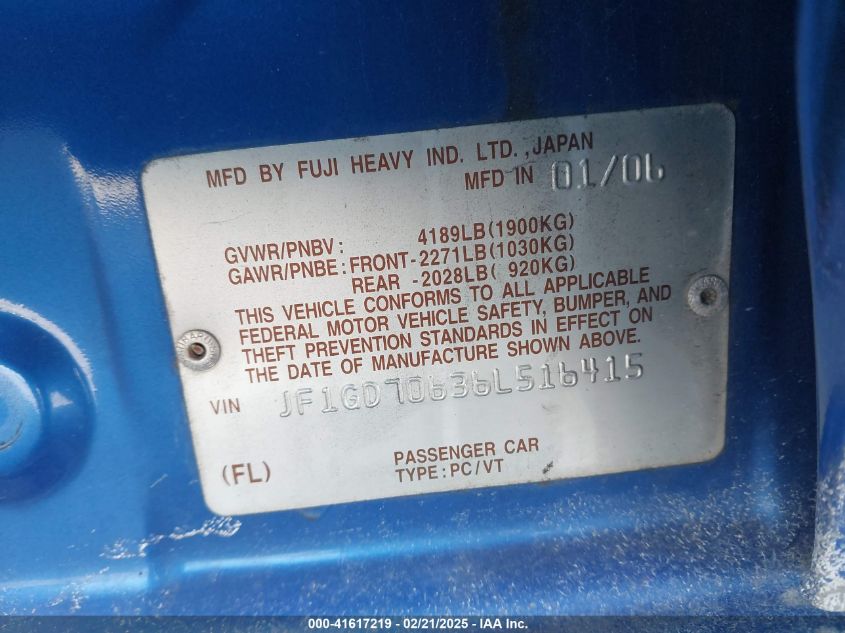 MFD BY FUJI HEAVY IND. LTD.,JAPAN
MFD IN 01/06
GVWR/PNBV: 4189LB(1900KG)
GAWR/PNBE:FRONT-2271LB(1030KG)
REAR -2028LB( 920KG)
THIS VEHICLE CONFORMS TO ALL APPLICABLE
FEDERAL MOTOR VEHICLE SAFETY, BUMPER, AND
THEFT PREVENTION STANDARDS IN EFFECT ON
THE DATE OF MANUFACTURE SHOWN ABOVE.
VIN JF1GD70636L516415
PASSENGER CAR
(FL) TYPE:PC/VT
000-41617219 - 02/21/2025 - IAA Inc.